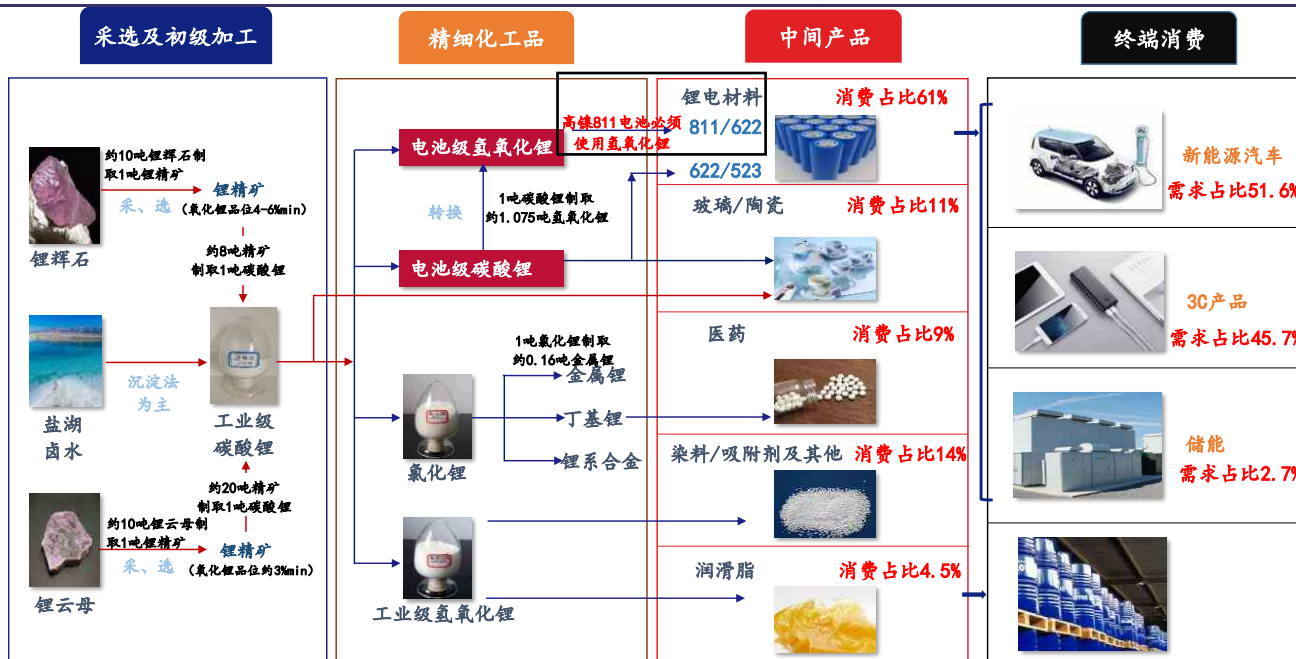 采选及初级加工
精细化工品
中间产品
终端消费
约10吨锂辉石制
取1吨锂精矿
采、选
锂辉石
锂精矿
(氧化锂品位4-6%min)
约8吨精矿
制取1吨碳酸锂
盐湖
卤水
沉淀法
为主
工业级
碳酸锂
约20吨精矿
制取1吨碳酸锂
约10吨锂云母制
取1吨锂精矿
采、选
锂云母
锂精矿
(氧化锂品位约3%min)
电池级氢氧化锂
高镍811电池必须
使用氢氧化锂
转换
1吨碳酸锂制取
约1.075吨氢氧化锂
电池级碳酸锂
1吨氯化锂制取
约0.16吨金属锂
金属锂
丁基锂
锂系合金
氯化锂
工业级氢氧化锂
锂电材料
消费占比61%
811/622
622/523
玻璃/陶瓷
消费占比11%
医药
消费占比9%
染料/吸附剂及其他
消费占比14%
润滑脂
消费占比4.5%
新能源汽车
需求占比51.6%
3C产品
需求占比45.7%
储能
需求占比2.7%